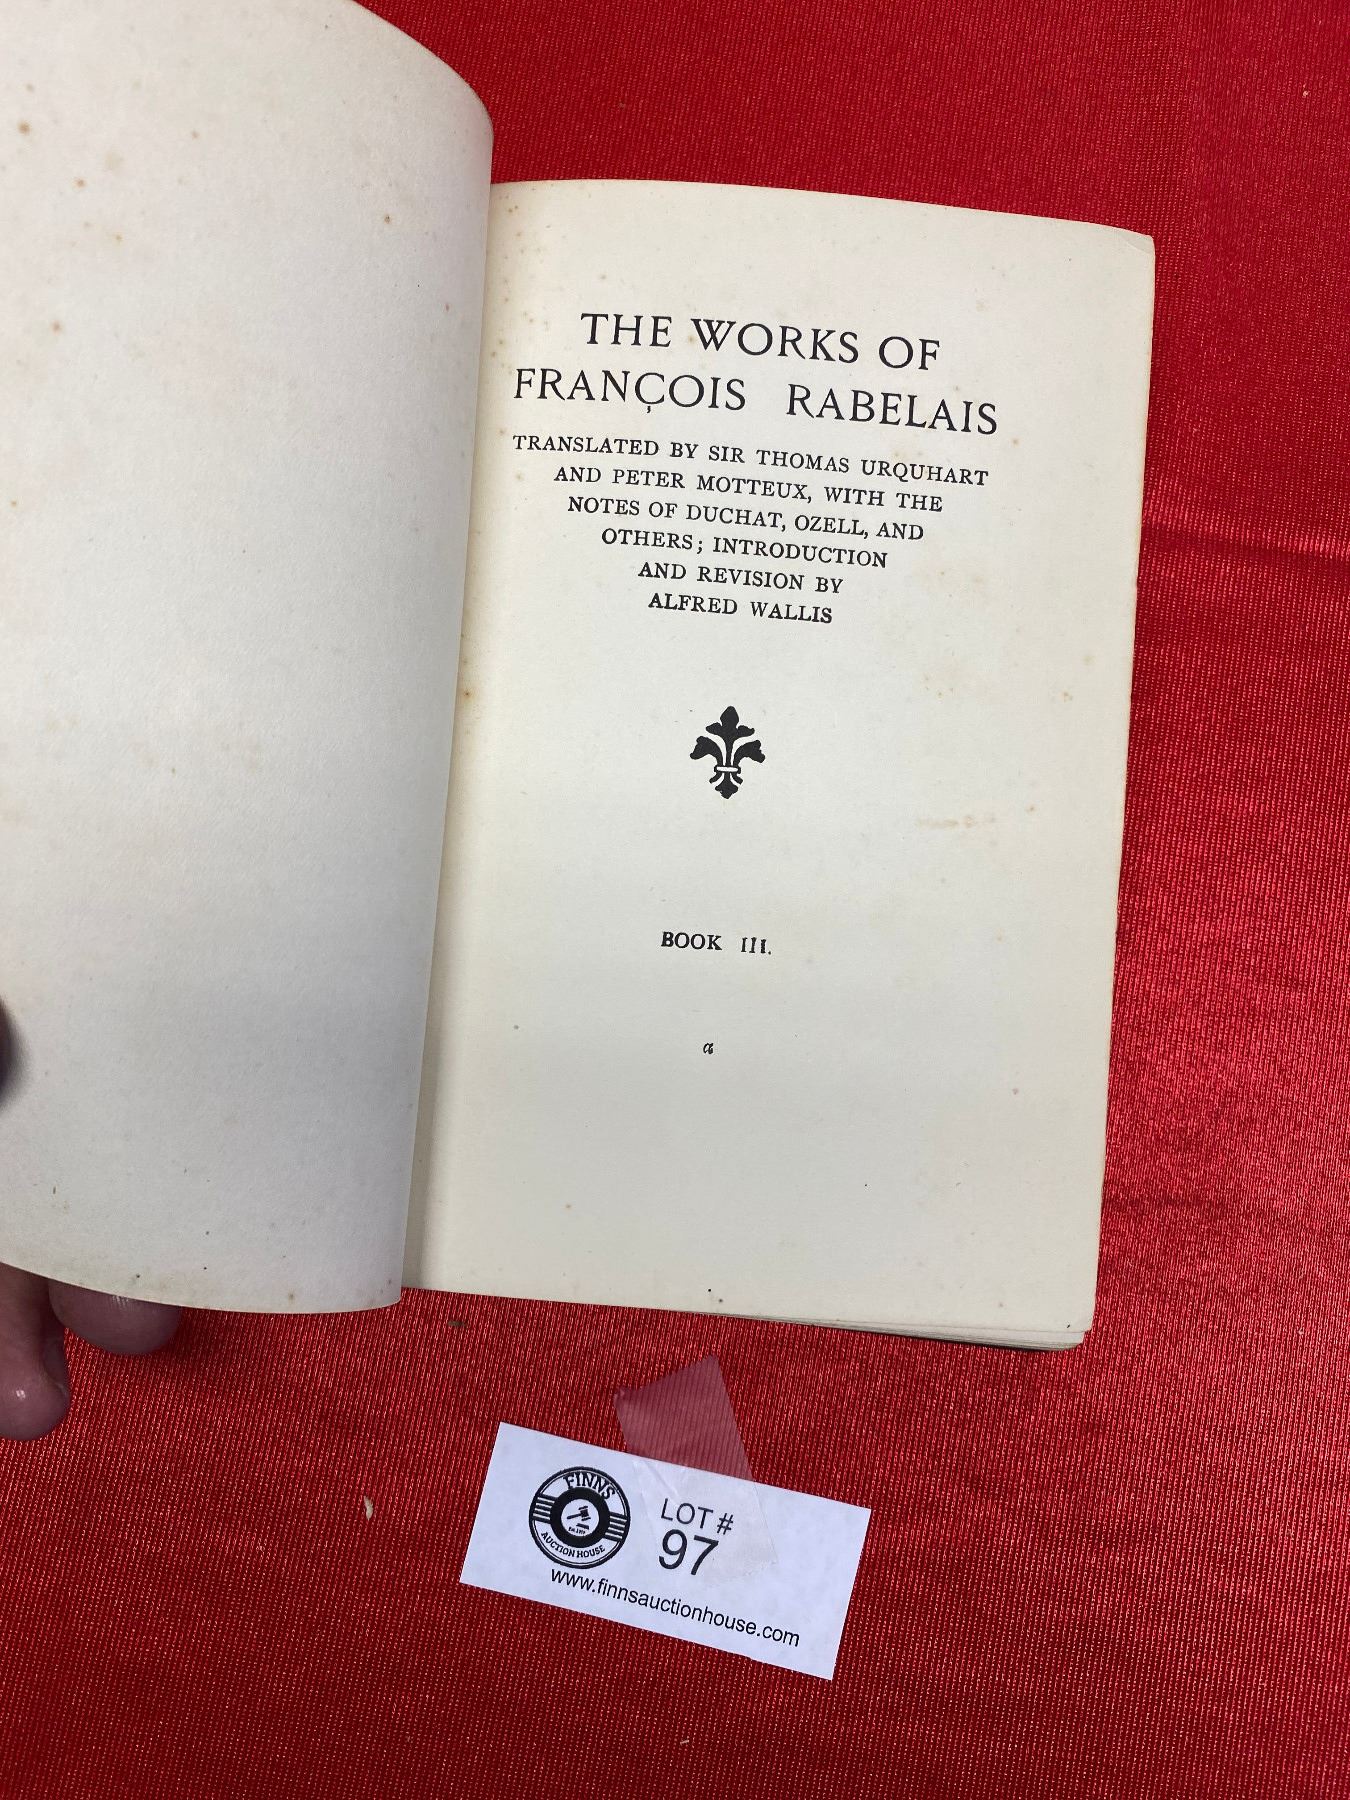 THE WORKS OF
FRANÇOIS RABELAIS
TRANSLATED BY SIR THOMAS URQUHART
AND PETER MOTTEUX, WITH THE
NOTES OF DUCHAT, OZELL, AND
OTHERS; INTRODUCTION
AND REVISION BY
ALFRED WALLIS
BOOK III.
a
FINNS
AUCTION HOUSE
LOT #
97
www.finnsauctionhouse.com